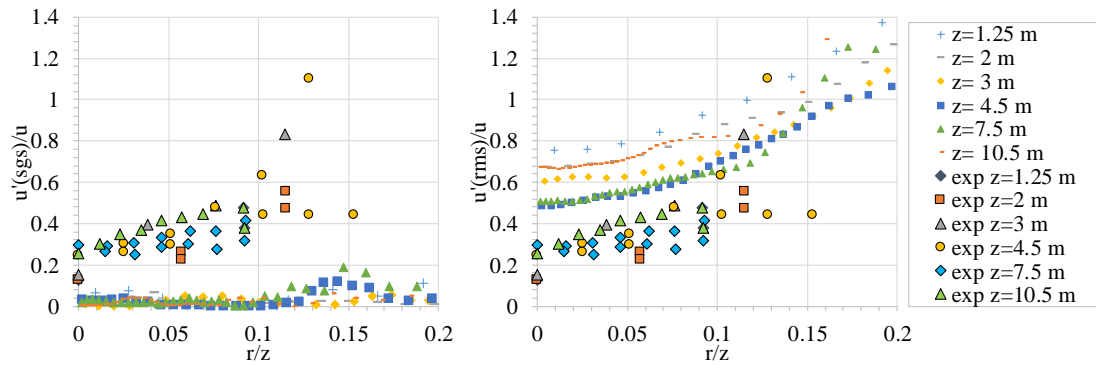 1.4
1.2
1
0.8
0.6
0.4
0.2
0
0 0.05 0.1 0.15 0.2
r/z
u'(sgs)/u
1.4
1.2
1
0.8
0.6
0.4
0.2
0
0 0.05 0.1 0.15 0.2
r/z
u'(rms)/u
z=1.25 m
z= 2 m
z= 3 m
z= 4.5 m
z=7.5 m
z= 10.5 m
exp z=1.25 m
exp z=2 m
exp z=3 m
exp z=4.5 m
exp z=7.5 m
exp z=10.5 m